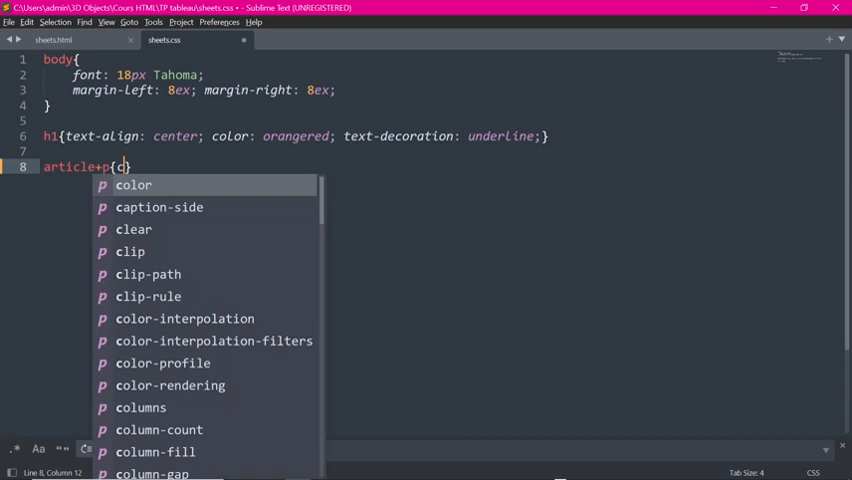 C:\Users\admin\3D Objects\Cours HTML\TP tableau\sheets.css • - Sublime Text (UNREGISTERED)
File Edit Selection Find View Goto Tools Project Preferences Help
sheets.html
sheets.css
1 body{
2 font: 18px Tahoma;
3 margin-left: 8ex; margin-right: 8ex;
4 }
5
6 h1{text-align: center; color: orangered; text-decoration: underline;}
7
8 article+p{c}
p color
p caption-side
p clear
p clip
p clip-path
p clip-rule
p color-interpolation
p color-interpolation-filters
p color-profile
p color-rendering
p columns
p column-count
p column-fill
p column-gap
.* Aa “”
Line 8, Column 12
Tab Size: 4
CSS